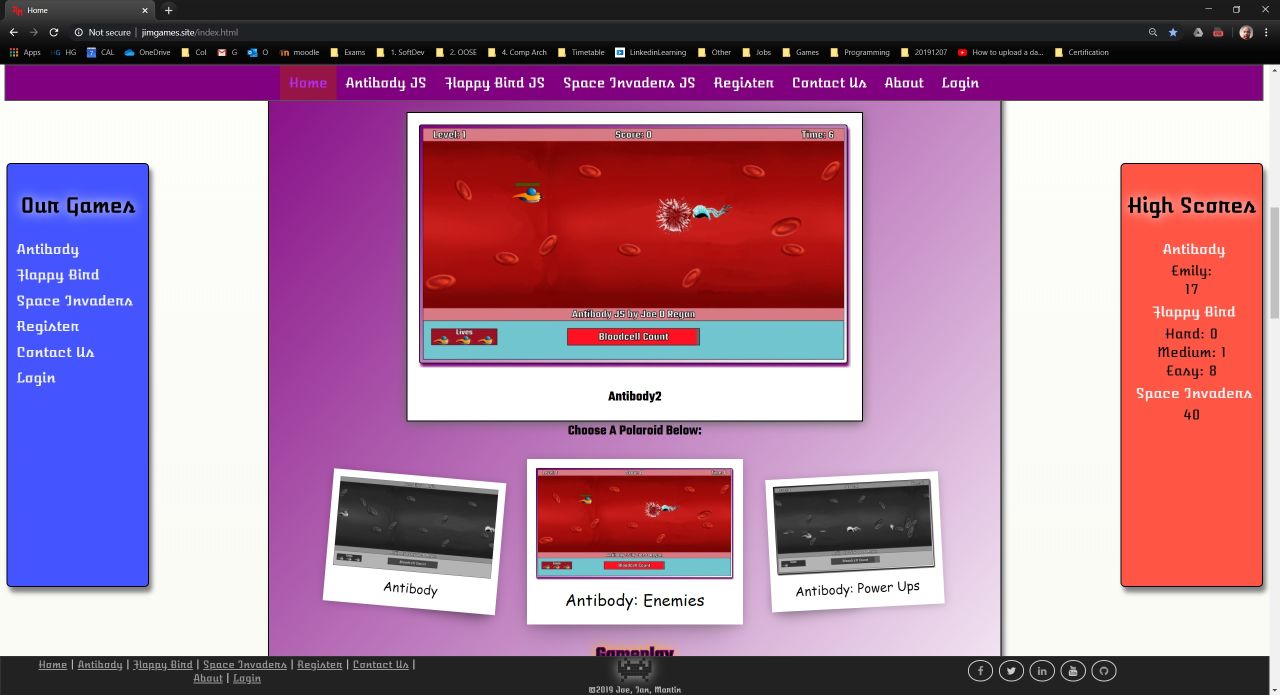 Home
Not secure | jimgames.site/index.html
Apps HG HG CAL OneDrive Col G O moodle Exams 1. SoftDev 2. OOSE 4. Comp Arch Timetable LinkedinLearning Other Jobs Games Programming 20191207 How to upload a da... Certification
Home Antibody JS Flappy Bird JS Space Invaders JS Register Contact Us About Login
Our Games
Antibody
Flappy Bird
Space Invaders
Register
Contact Us
Login
Level: 1 Score: 0 Time: 6
Antibody JS by Joe O Regan
Lives
Bloodcell Count
Antibody2
Choose A Polaroid Below:
Antibody
Bloodcell Count
Antibody: Enemies
Antibody: Power Ups
Gameplay
High Scores
Antibody
Emily:
17
Flappy Bird
Hard: 0
Medium: 1
Easy: 8
Space Invaders
40
Home | Antibody | Flappy Bird | Space Invaders | Register | Contact Us |
About | Login
©2019 Joe, Ian, Martin